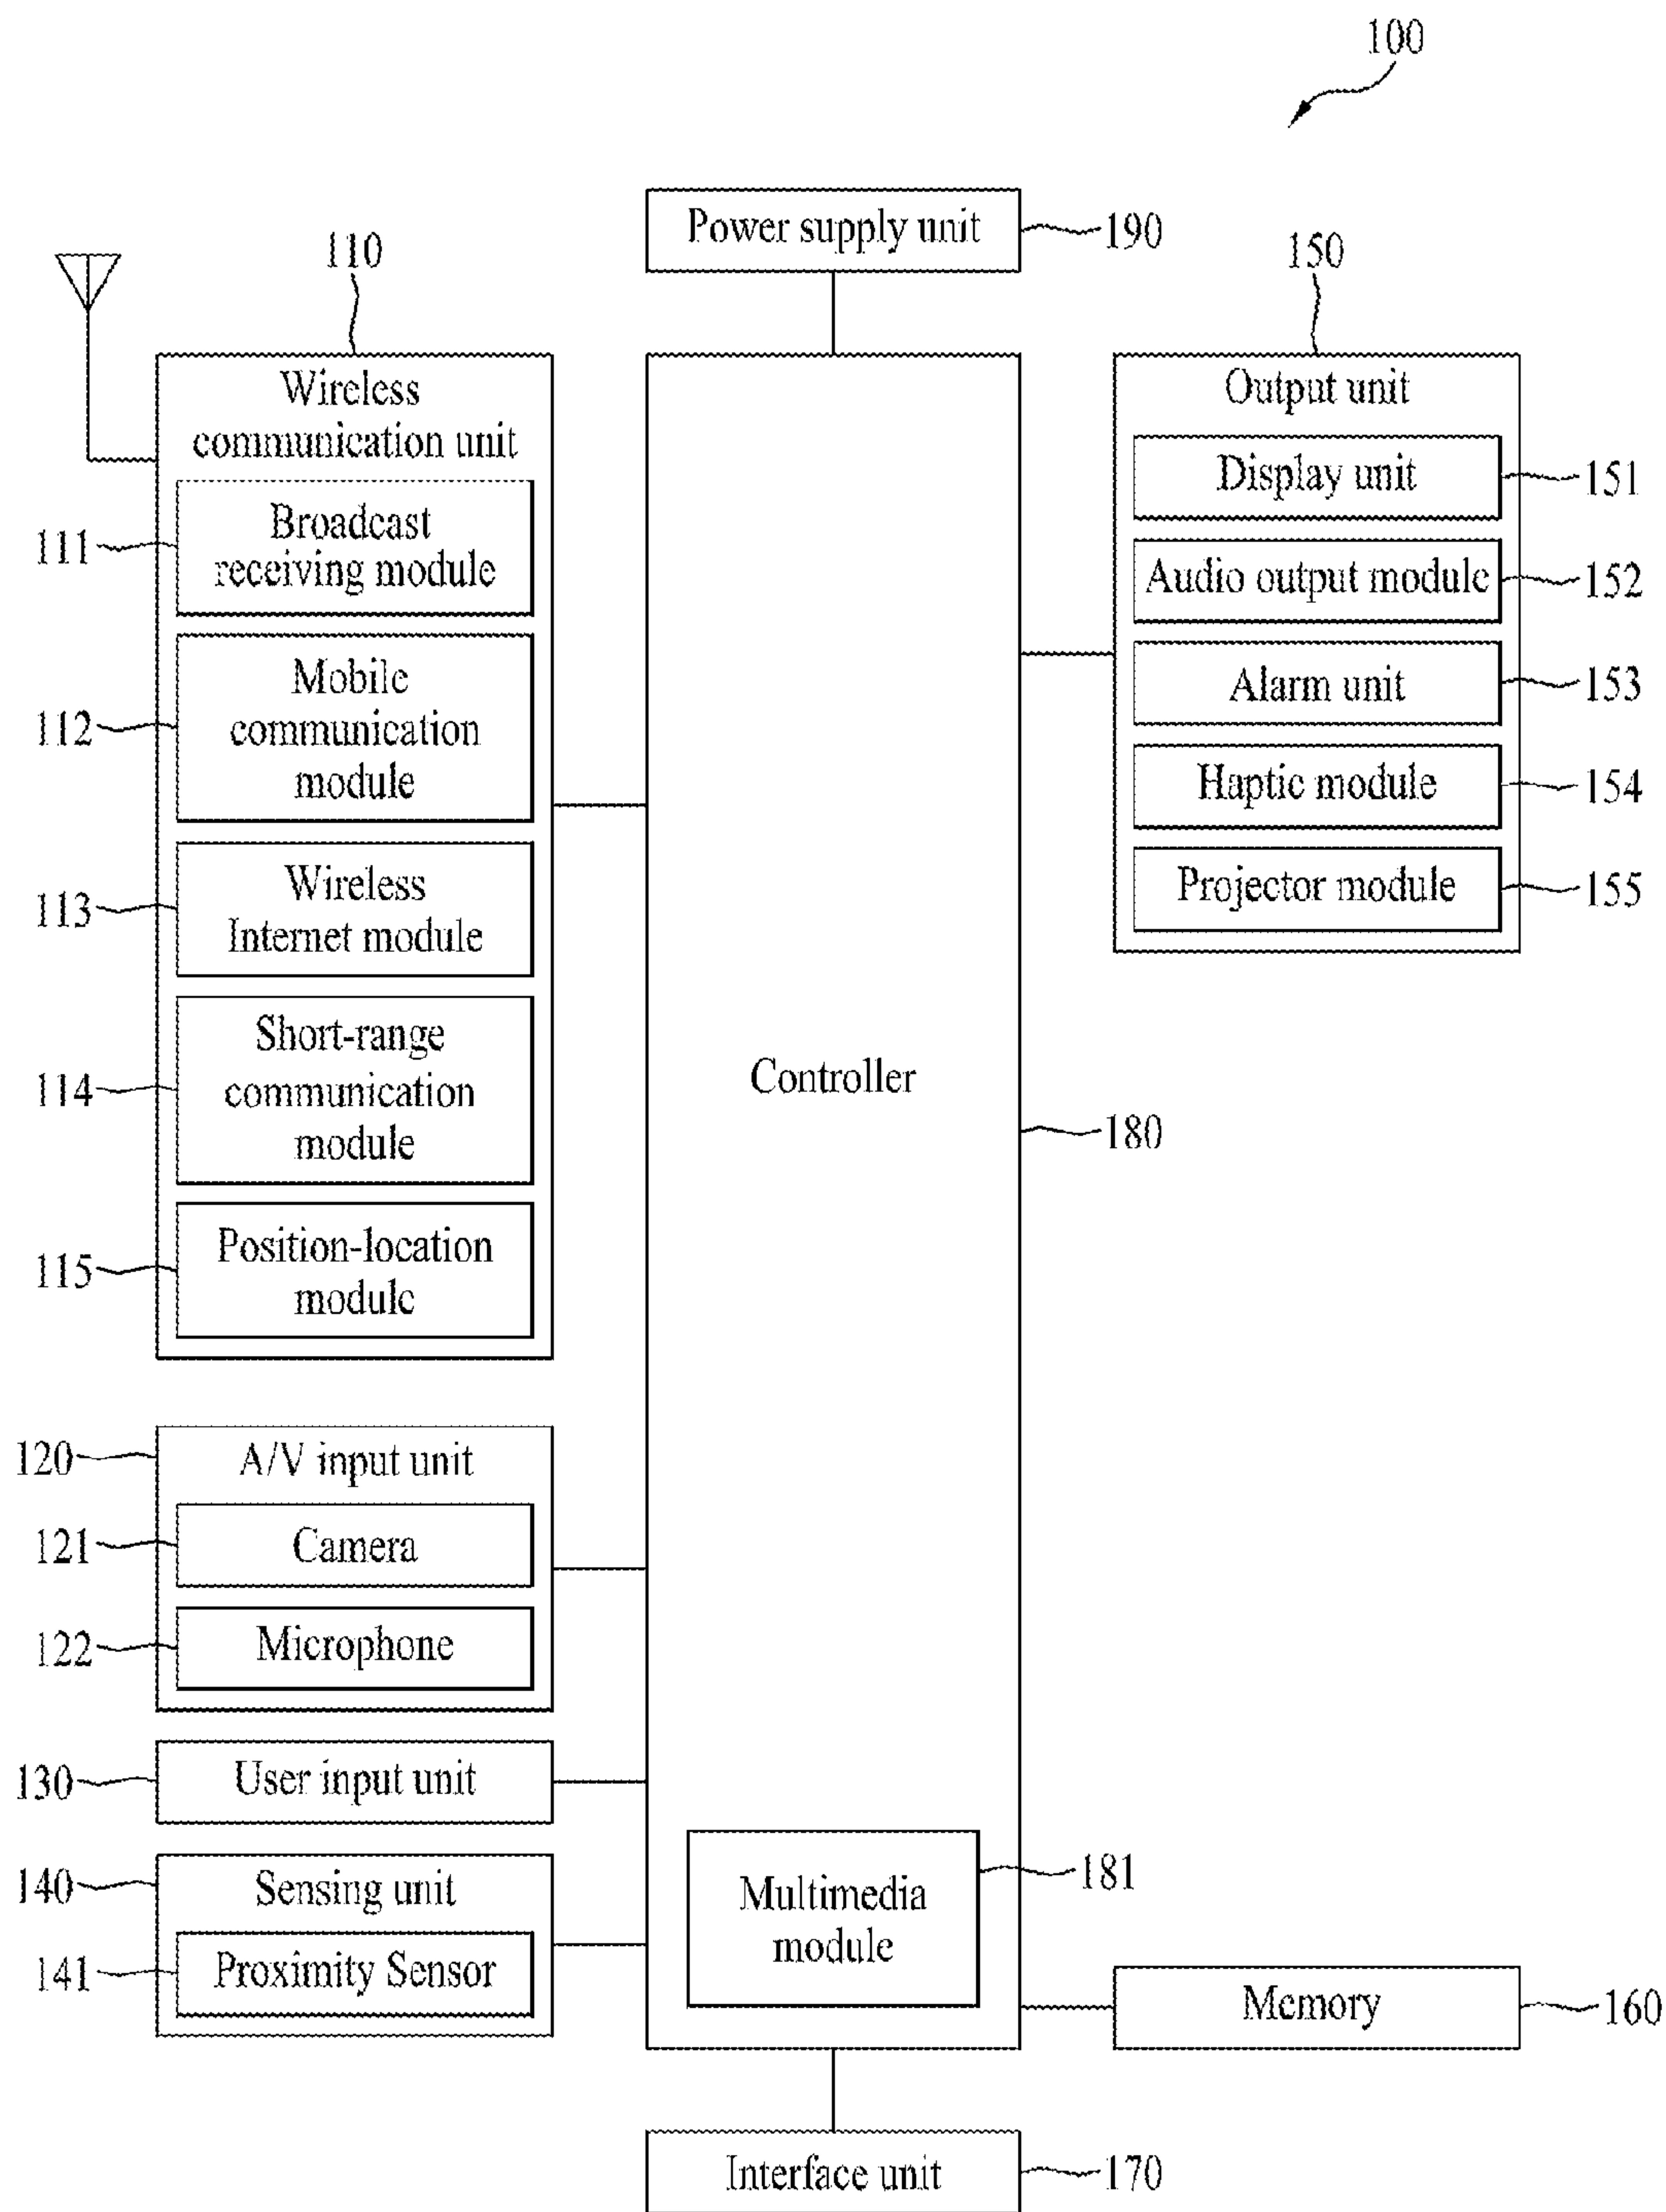 100
Power supply unit
190
110
Wireless
communication unit
111
Broadcast
receiving module
112
Mobile
communication
module
113
Wireless
Internet module
114
Short-range
communication
module
115
Position-location
module
120
A/V input unit
121
Camera
122
Microphone
130
User input unit
140
Sensing unit
141
Proximity Sensor
Controller
180
Multimedia
module
181
150
Output unit
Display unit
151
Audio output module
152
Alarm unit
153
Haptic module
154
Projector module
155
Memory
160
Interface unit
170